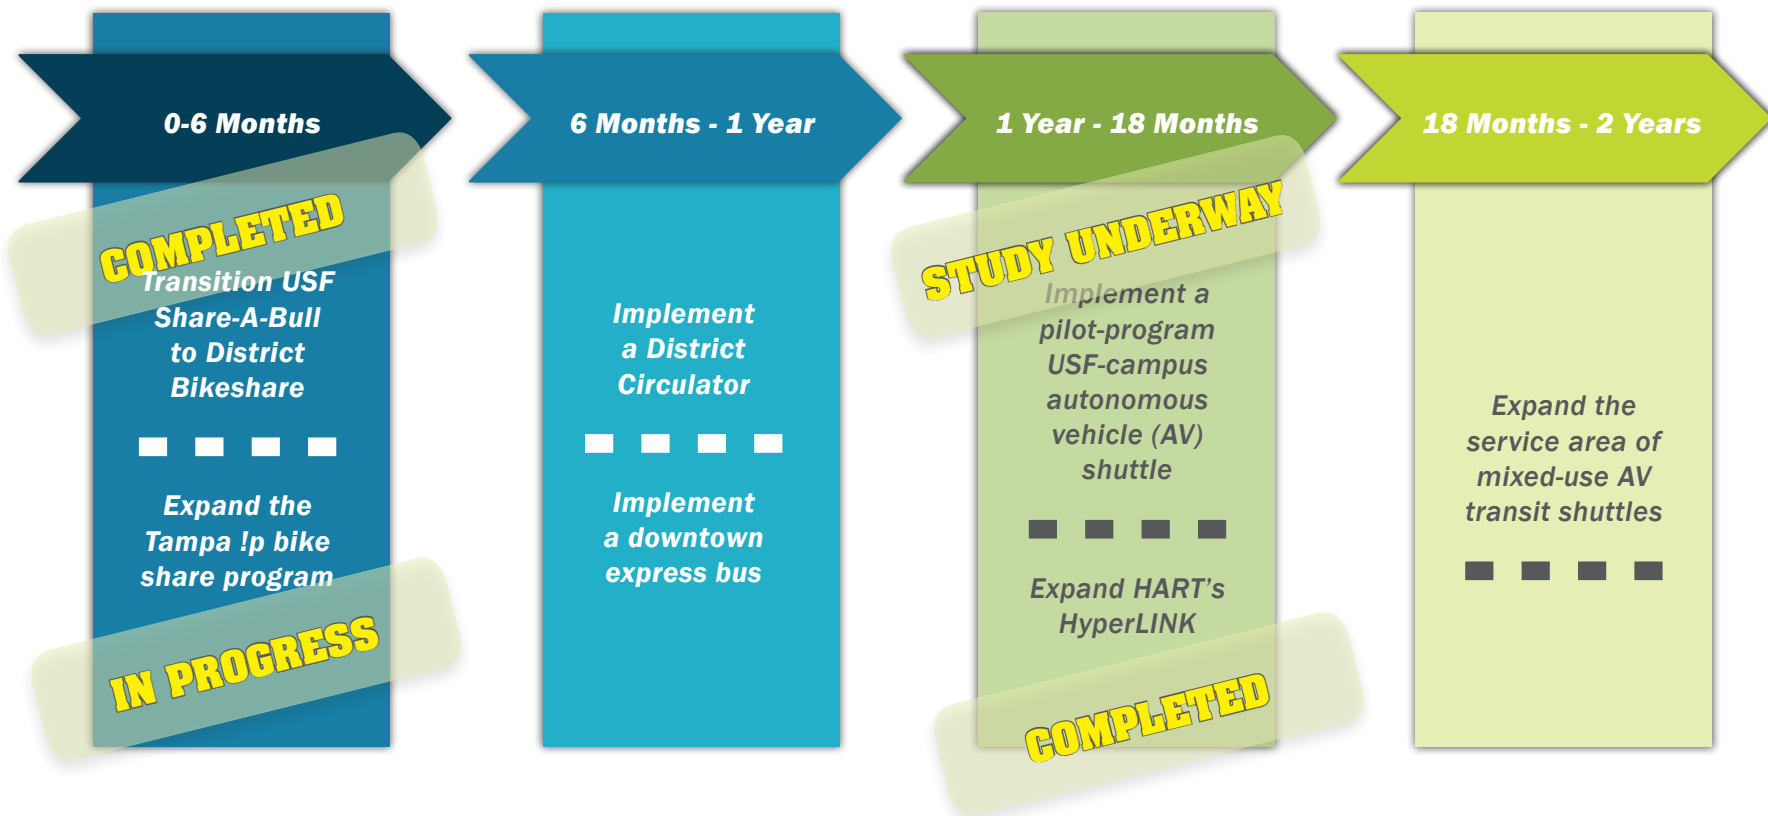 0-6 Months
COMPLETED
Transition USF
Share-A-Bull
to District
Bikeshare
Expand the
Tampa !p bike
share program
IN PROGRESS
6 Months - 1 Year
Implement
a District
Circulator
Implement
a downtown
express bus
1 Year - 18 Months
STUDY UNDERWAY
Implement a
pilot-program
USF-campus
autonomous
vehicle (AV)
shuttle
Expand HART's
HyperLINK
COMPLETED
18 Months - 2 Years
Expand the
service area of
mixed-use AV
transit shuttles